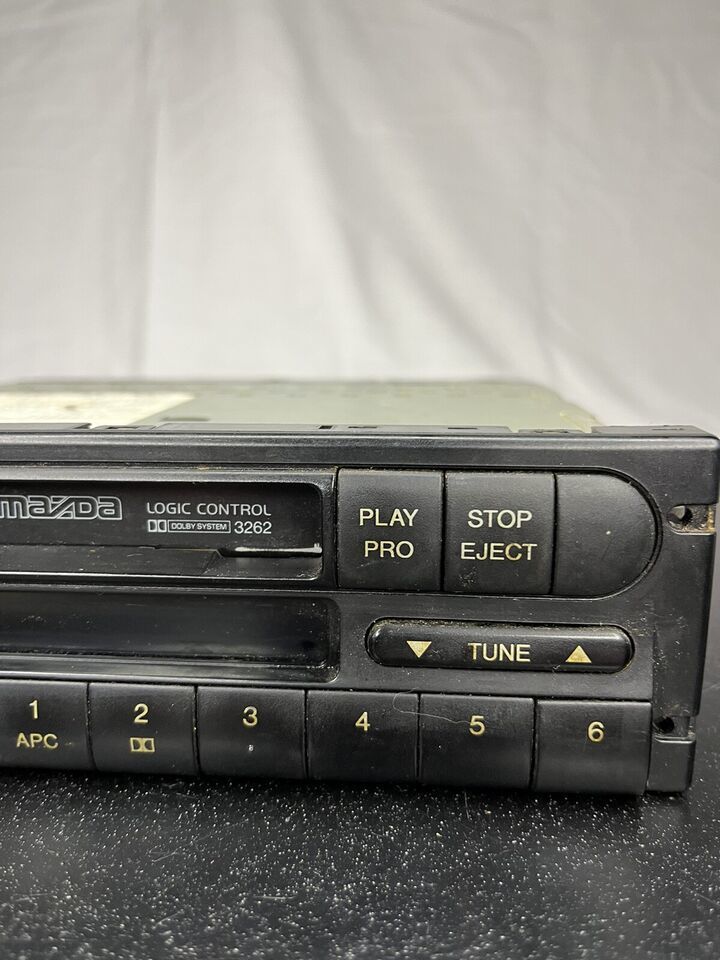 mazda
LOGIC CONTROL
DOLBY SYSTEM 3262
PLAY
PRO
STOP
EJECT
TUNE
1
APC
2
3
4
5
6